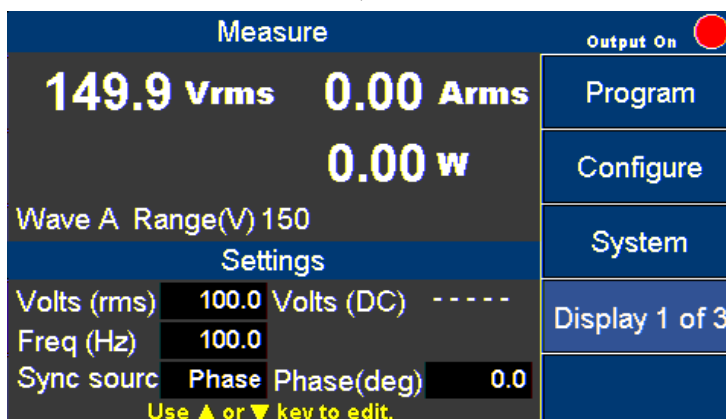 Measure
Output On
149.9 Vrms 0.00 Arms
0.00 W
Wave A Range(V) 150
Settings
Volts (rms) 100.0 Volts (DC) - - - - -
Freq (Hz) 100.0
Sync sourc Phase Phase(deg) 0.0
Use ▲ or ▼ key to edit.
Program
Configure
System
Display 1 of 3